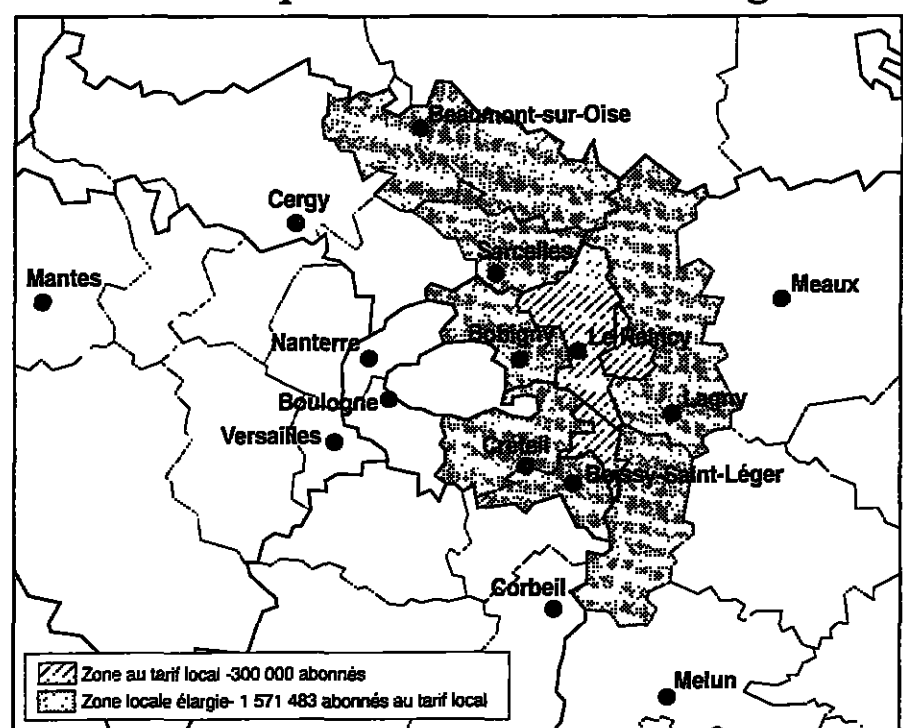 Beaumont-sur-Oise
Cergy
Sarcelles
Mantes
Meaux
Bobigny
Le Raincy
Nanterre
Boulogne
Lagny
Versailles
Créteil
Boissy-Saint-Léger
Corbeil
Zone au tarif local -300 000 abonnés
Zone locale élargie- 1 571 483 abonnés au tarif local
Melun